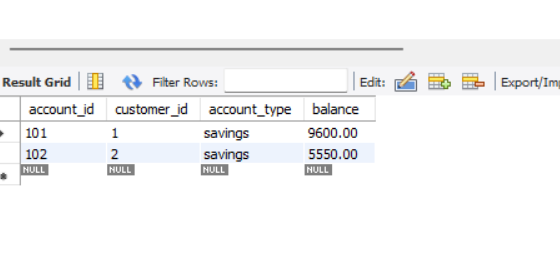 Result Grid Filter Rows: Edit: Export/Imp
account_id customer_id account_type balance
101 1 savings 9600.00
102 2 savings 5550.00
NULL NULL NULL NULL